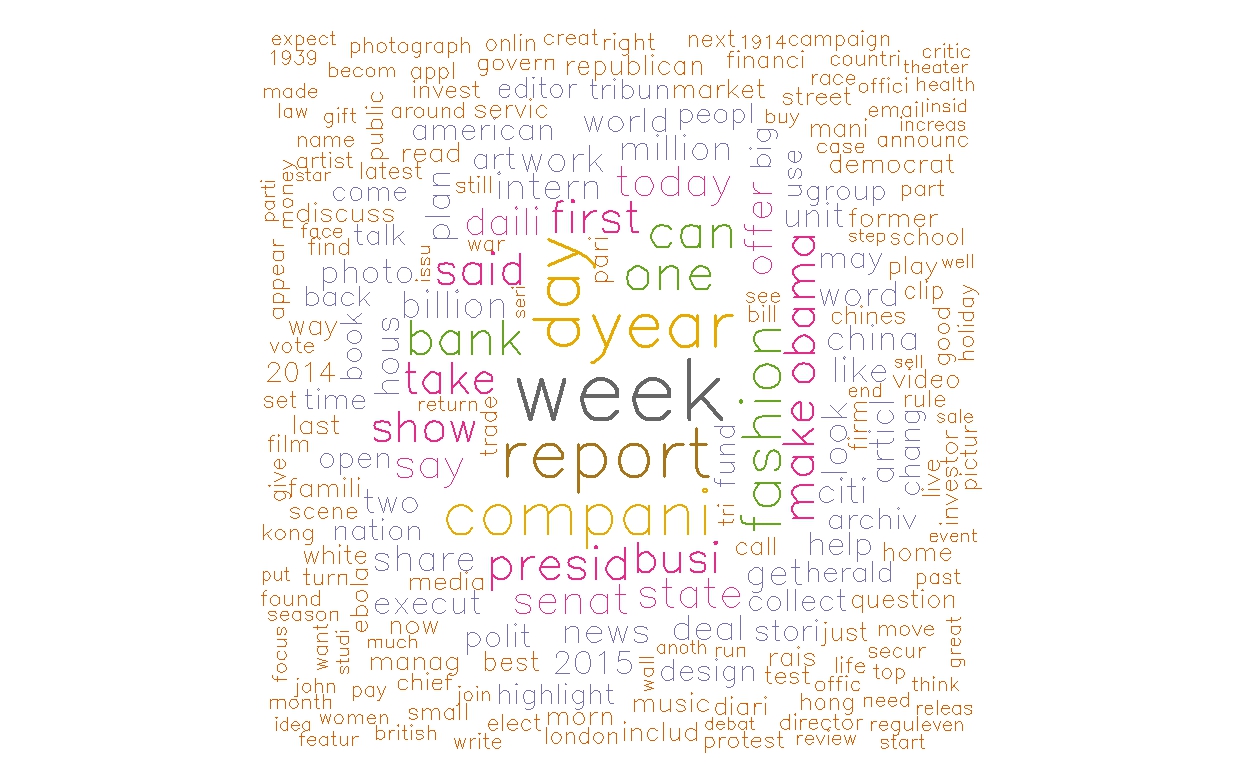 expect photograph onlin creat right next 1914 campaign
1939 becom appl govern republican financi countri critic
theater
made invest editor tribun market street race offici health
law gift public around servic american world peopl buy mani email insid
increas
name artist star latest read artwork million big case announc
democrat
parti money come plan still intern today offer use group part
discuss face find talk daili first can unit former
step school
appear photo issu war said day pari one see may play well
way back book billion seri year bill obama word clip
chines good holiday
vote hous bank china
2014 take week fashion like sell video
set time return trade make look end firm articl rule sale
last show chang
film say report fund investor picture
give famili open live
scene two compani tri citi archiv
kong nation event
white share presid busi call help home
put turn media get herald past
found ebola execut senat state collect question
season
focus want studi now polit news deal stori just move great
much anoth run secur
manag best 2015 wall design rais life top
john pay chief join highlight test offic think
month music diari hong need releas
idea women small elect morn includ debat director regul even
featur british write london protest review start